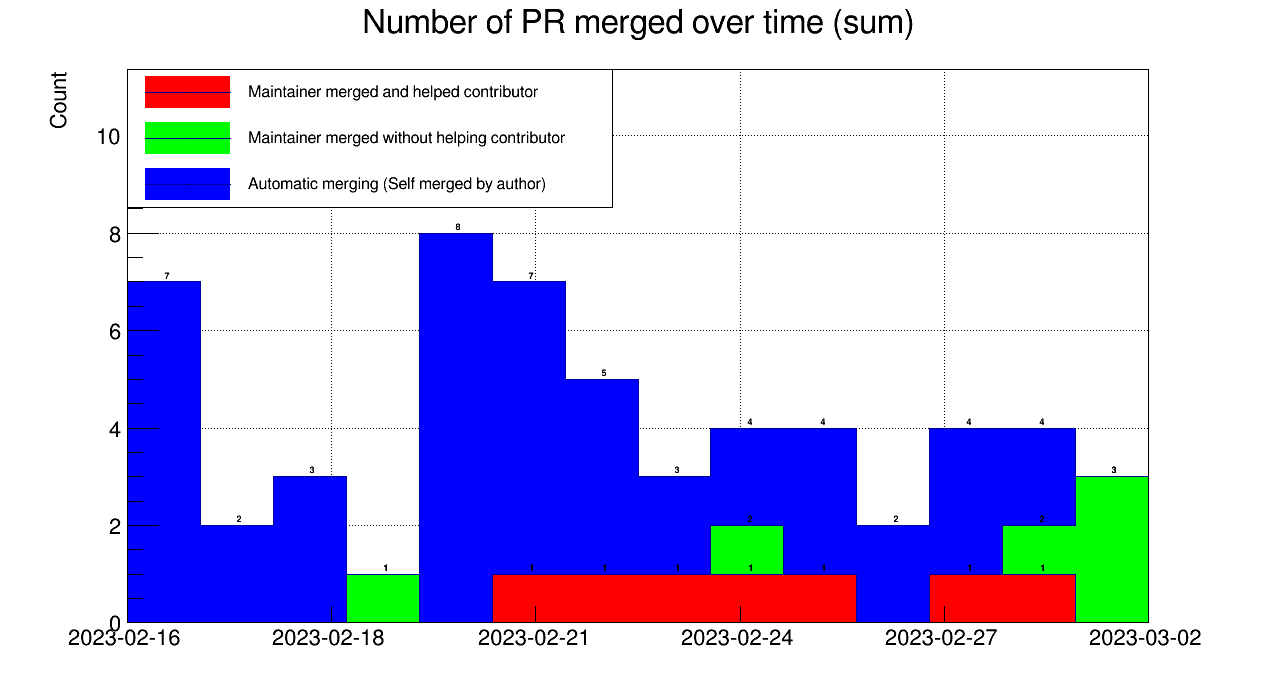 Number of PR merged over time (sum)
Count
Maintainer merged and helped contributor
Maintainer merged without helping contributor
Automatic merging (Self merged by author)
10
8
6
4
2
0
7 2 3 1 8 7 5 3 4 4 2 4 4 3
2 2
1 1 1 1 1 1 1
2023-02-16 2023-02-18 2023-02-21 2023-02-24 2023-02-27 2023-03-02